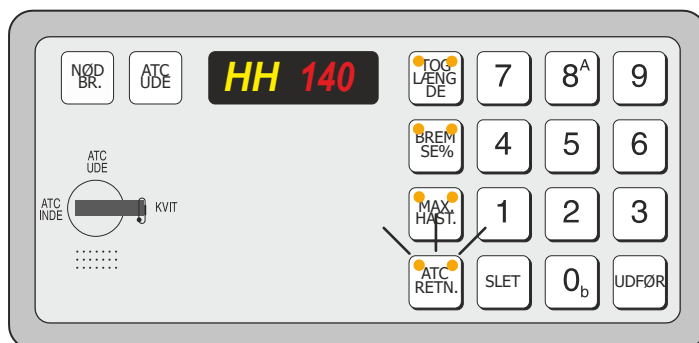 NØD
BR.
ATC
UDE
HH 140
TOG
LÆNG
DE
7
8A
9
BREM
SE%
4
5
6
ATC
UDE
ATC
INDE
KVIT
MAX.
HAST.
1
2
3
ATC
RETN.
SLET
0b
UDFØR